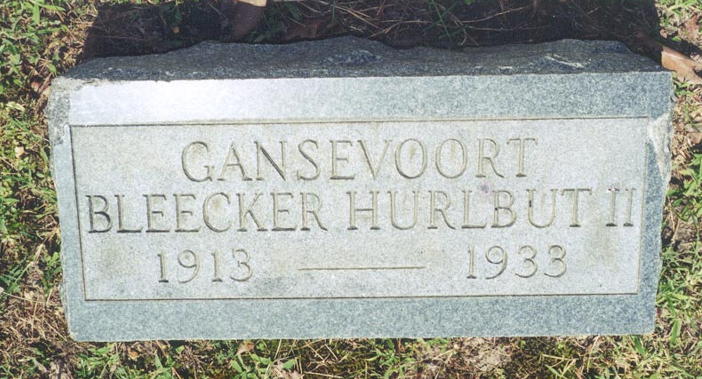 GANSEVOORT
BLEECKER HURLBUT II
1913 — 1933